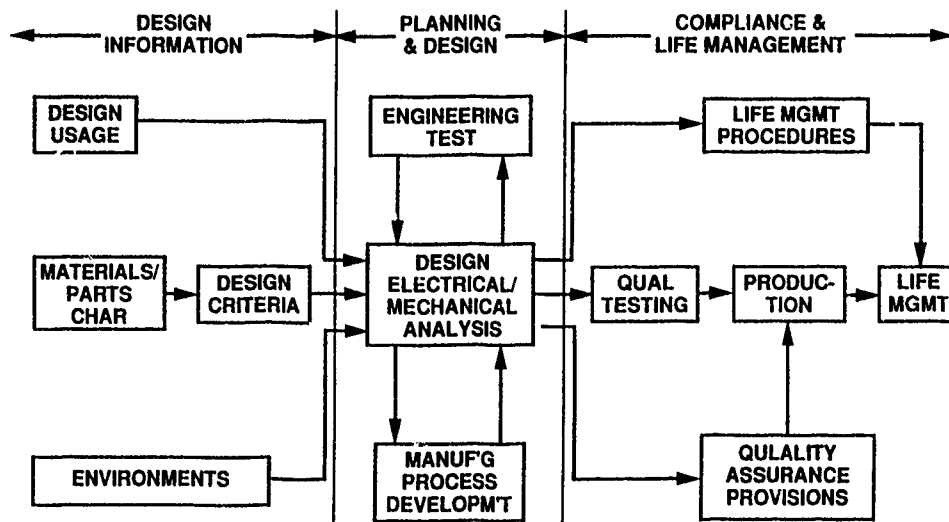 DESIGN
INFORMATION
PLANNING
& DESIGN
COMPLIANCE &
LIFE MANAGEMENT
DESIGN
USAGE
ENGINEERING
TEST
LIFE MGMT
PROCEDURES
MATERIALS/
PARTS
CHAR
DESIGN
CRITERIA
DESIGN
ELECTRICAL/
MECHANICAL
ANALYSIS
QUAL
TESTING
PRODUC-
TION
LIFE
MGMT
ENVIRONMENTS
MANUF'G
PROCESS
DEVELOPM'T
QULALITY
ASSURANCE
PROVISIONS